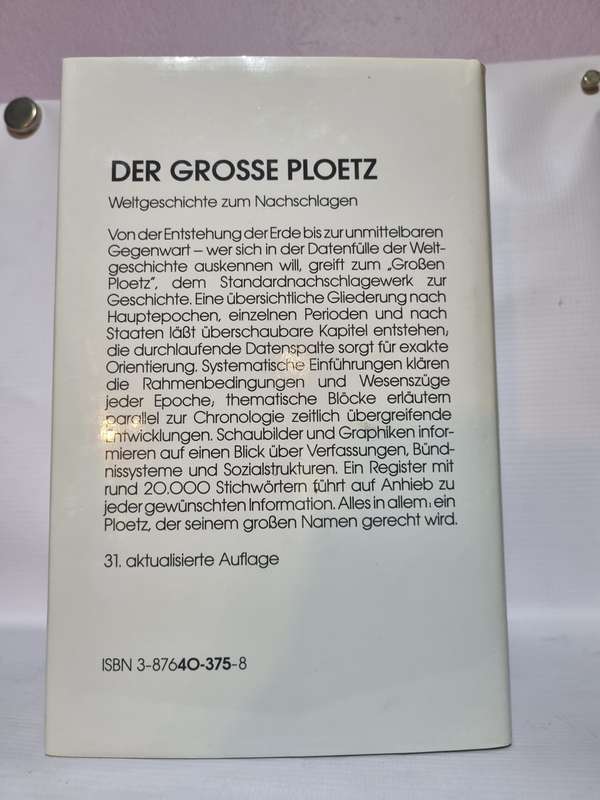 DER GROSSE PLOETZ
Weltgeschichte zum Nachschlagen
Von der Entstehung der Erde bis zur unmittelbaren
Gegenwart – wer sich in der Datenfülle der Welt-
geschichte auskennen will, greift zum „Großen
Ploetz“, dem Standardnachschlagewerk zur
Geschichte. Eine übersichtliche Gliederung nach
Hauptepochen, einzelnen Perioden und nach
Staaten läßt überschaubare Kapitel entstehen,
die durchlaufende Datenspalte sorgt für exakte
Orientierung. Systematische Einführungen klären
die Rahmenbedingungen und Wesenszüge
jeder Epoche; thematische Blöcke erläutern
parallel zur Chronologie zeitlich übergreifende
Entwicklungen. Schaubilder und Graphiken infor-
mieren auf einen Blick über Verfassungen, Bünd-
nissysteme und Sozialstrukturen. Ein Register mit
rund 20.000 Stichwörtern führt auf Anhieb zu
jeder gewünschten Information. Alles in allem: ein
Ploetz, der seinem großen Namen gerecht wird.
31. aktualisierte Auflage
ISBN 3-87640-375-8